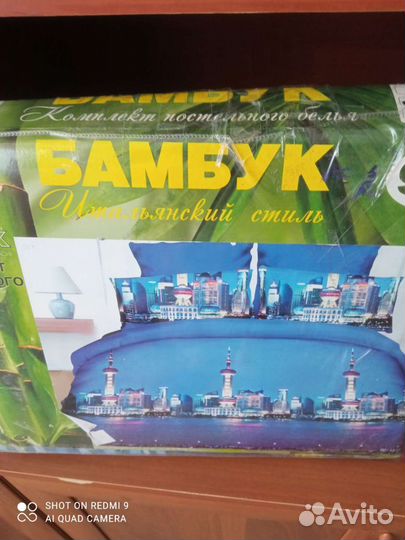 БАМБУК
Комплект постельного белья
БАМБУК
Итальянский стиль
SHOT ON REDMI 9
AI QUAD CAMERA
Avito